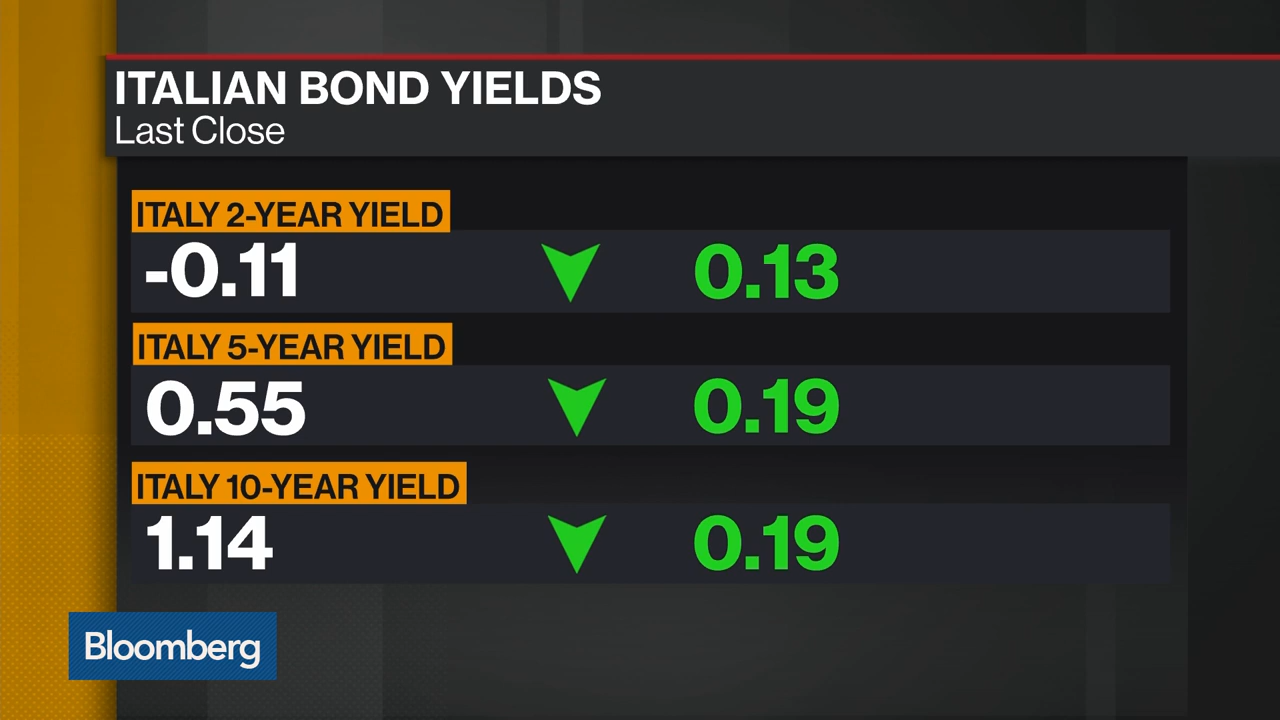 ITALIAN BOND YIELDS
Last Close
ITALY 2-YEAR YIELD
-0.11 0.13
ITALY 5-YEAR YIELD
0.55 0.19
ITALY 10-YEAR YIELD
1.14 0.19
Bloomberg